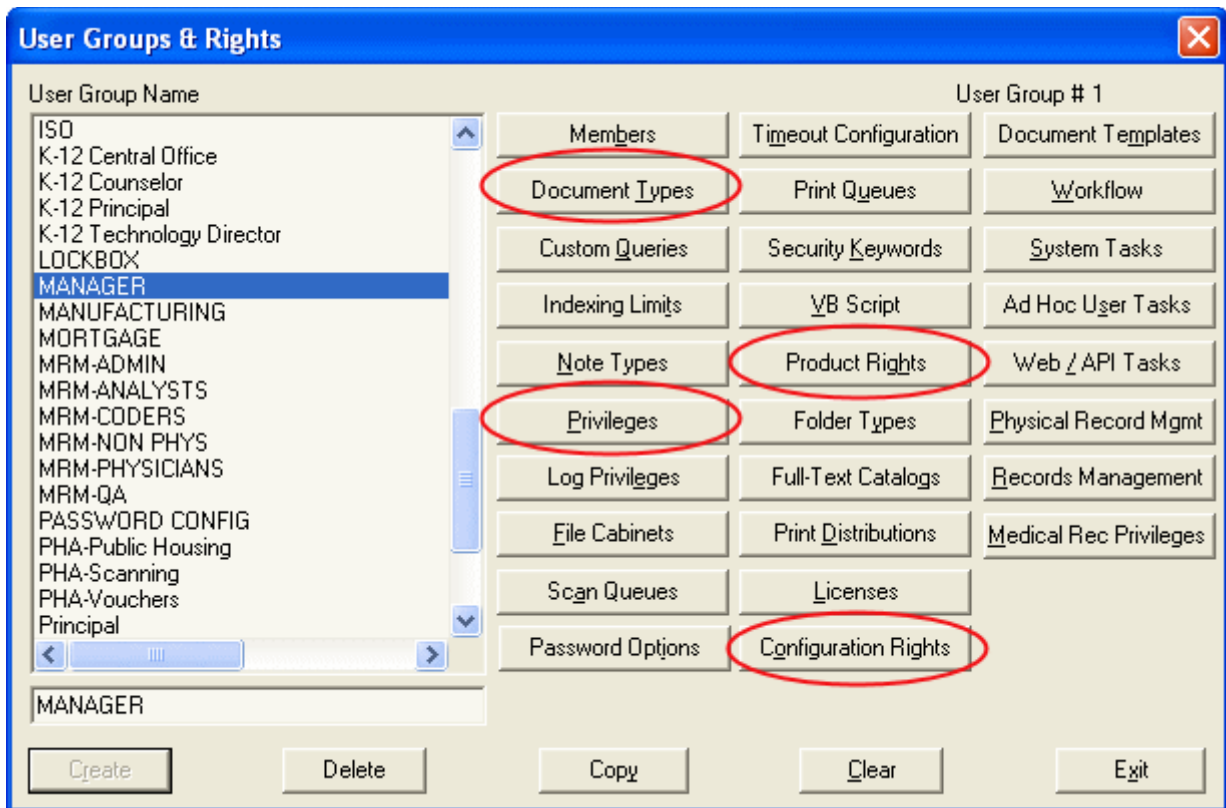 User Groups & Rights
User Group Name
User Group # 1
ISO
K-12 Central Office
K-12 Counselor
K-12 Principal
K-12 Technology Director
LOCKBOX
MANAGER
MANUFACTURING
MORTGAGE
MRM-ADMIN
MRM-ANALYSTS
MRM-CODERS
MRM-NON PHYS
MRM-PHYSICIANS
MRM-QA
PASSWORD CONFIG
PHA-Public Housing
PHA-Scanning
PHA-Vouchers
Principal
MANAGER
Members
Document Types
Custom Queries
Indexing Limits
Note Types
Privileges
Log Privileges
File Cabinets
Scan Queues
Password Options
Timeout Configuration
Print Queues
Security Keywords
VB Script
Product Rights
Folder Types
Full-Text Catalogs
Print Distributions
Licenses
Configuration Rights
Document Templates
Workflow
System Tasks
Ad Hoc User Tasks
Web / API Tasks
Physical Record Mgmt
Records Management
Medical Rec Privileges
Create
Delete
Copy
Clear
Exit